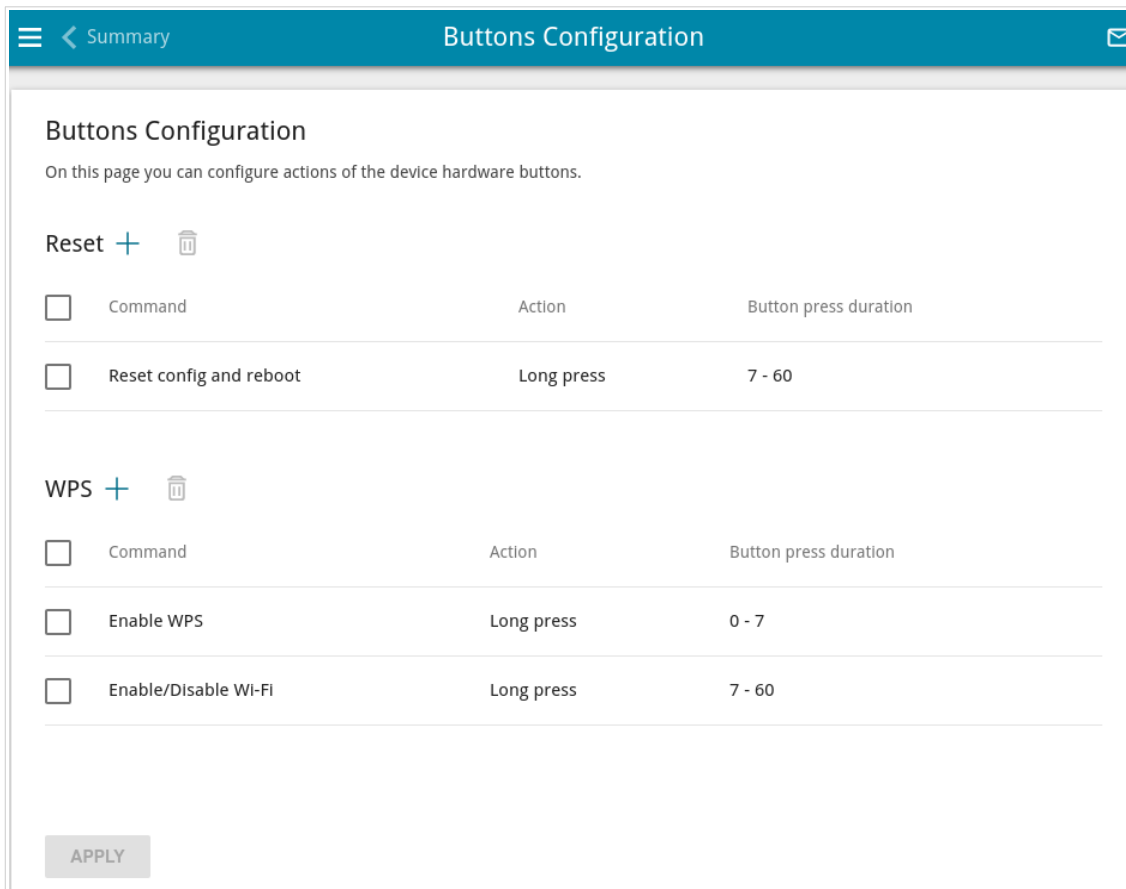 Summary Buttons Configuration
Buttons Configuration
On this page you can configure actions of the device hardware buttons.
Reset
Command Action Button press duration
Reset config and reboot Long press 7 - 60
WPS
Command Action Button press duration
Enable WPS Long press 0 - 7
Enable/Disable Wi-Fi Long press 7 - 60
APPLY